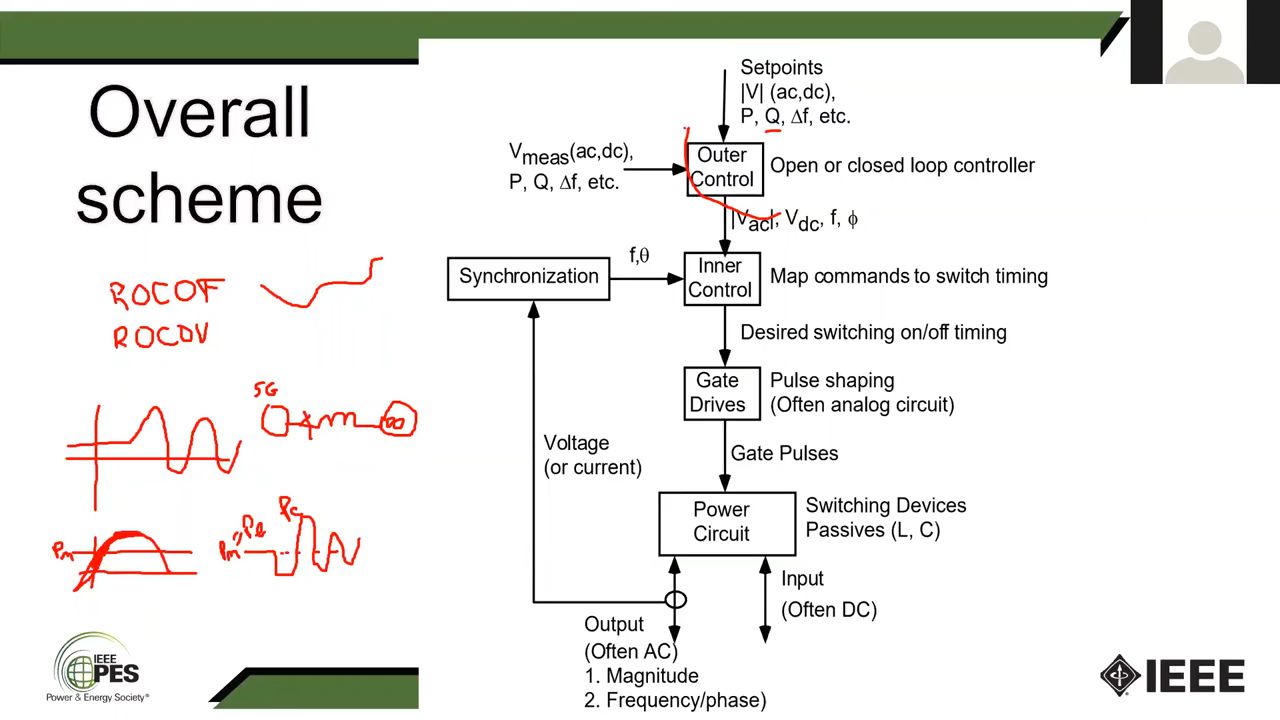 Overall
scheme
ROCOF
ROCOV
SG
∞
Pm
Pm = Pe
Pe
Setpoints
|V| (ac,dc),
P, Q, Δf, etc.
Vmeas(ac,dc),
P, Q, Δf, etc.
Outer
Control
Open or closed loop controller
|Vac|, Vdc, f, ϕ
f,θ
Synchronization
Inner
Control
Map commands to switch timing
Desired switching on/off timing
Gate
Drives
Pulse shaping
(Often analog circuit)
Voltage
(or current)
Gate Pulses
Power
Circuit
Switching Devices
Passives (L, C)
Input
(Often DC)
Output
(Often AC)
1. Magnitude
2. Frequency/phase)
IEEE
PES
Power & Energy Society®
IEEE